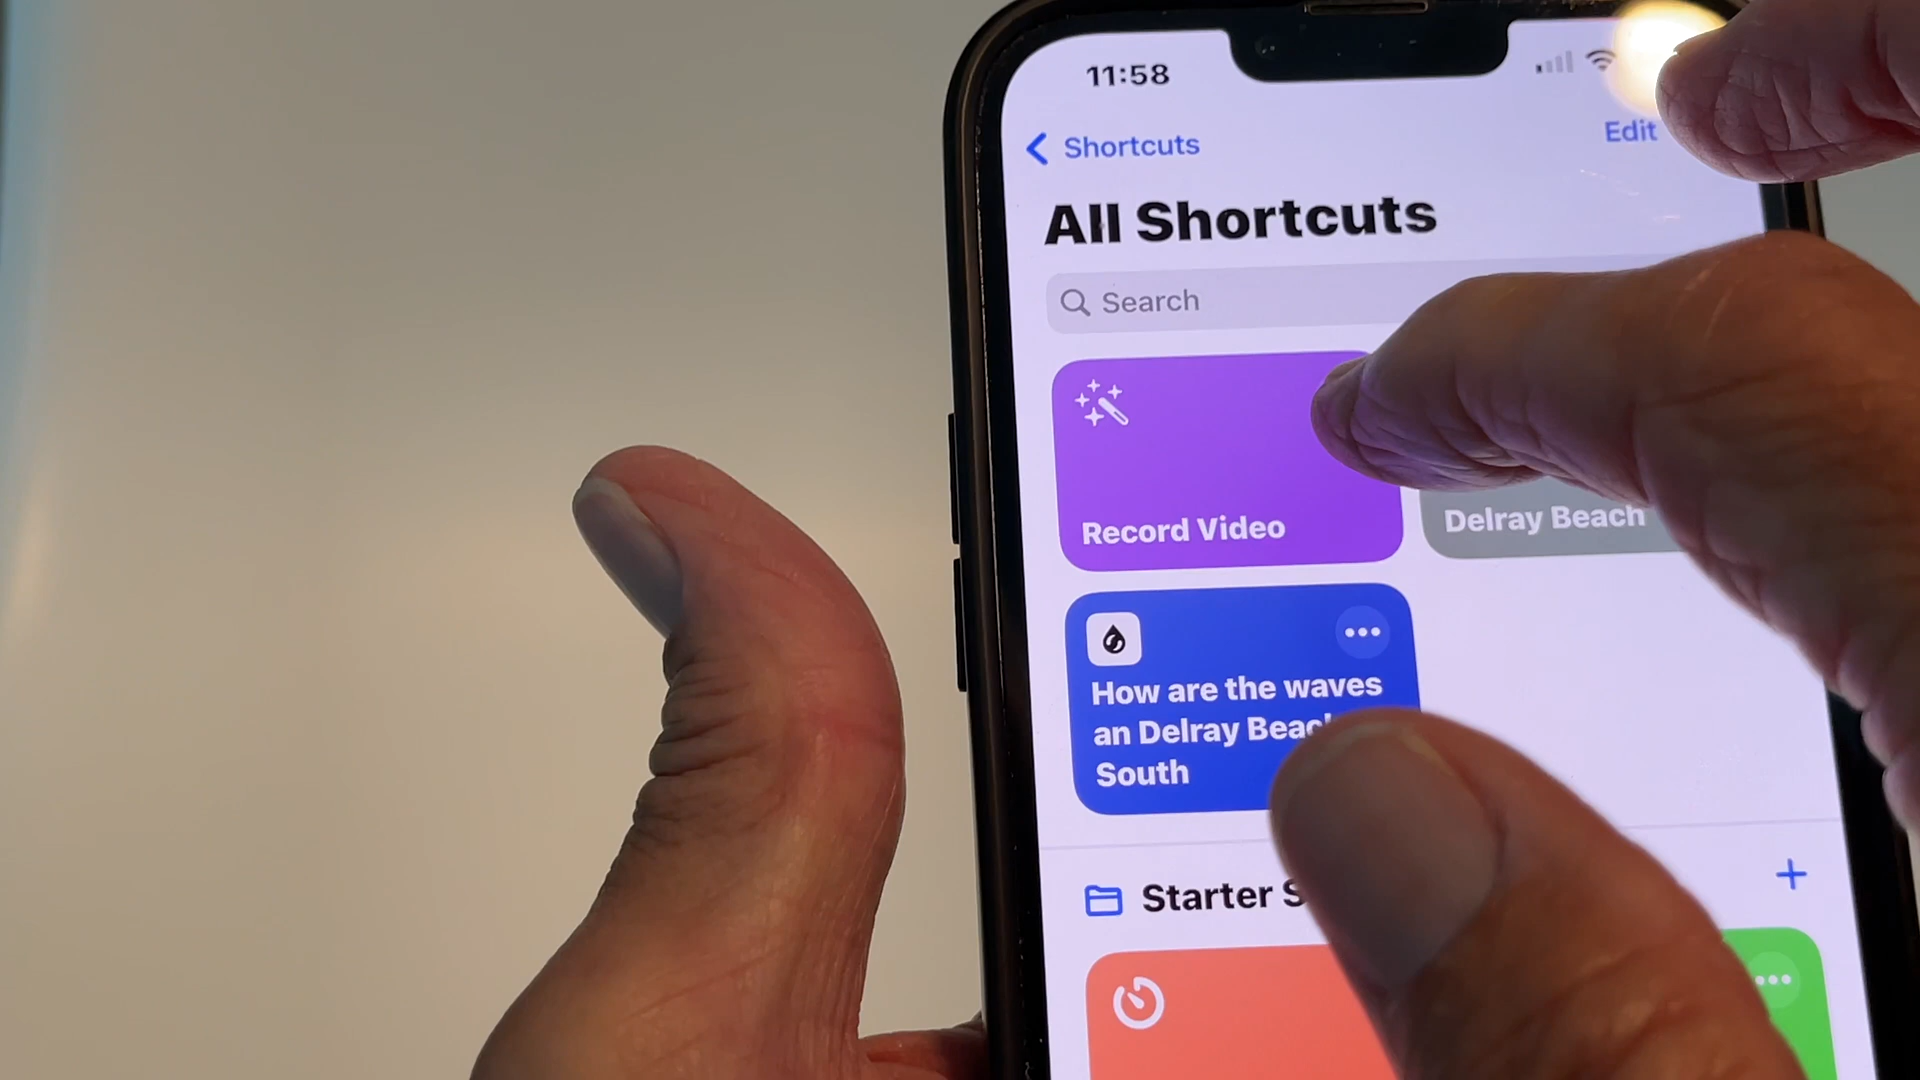 11:58
Shortcuts
Edit
All Shortcuts
Search
Record Video
Delray Beach
How are the waves
an Delray
South
Starter